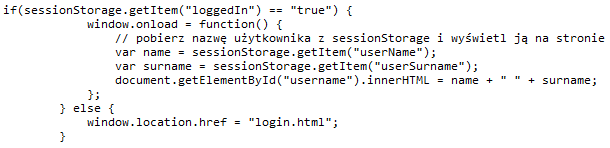 if(sessionStorage.getItem("loggedIn") == "true") {
window.onload = function() {
// pobierz nazwę użytkownika z sessionStorage i wyświetl ją na stronie
var name = sessionStorage.getItem("userName");
var surname = sessionStorage.getItem("userSurname");
document.getElementById("username").innerHTML = name + " " + surname;
};
} else {
window.location.href = "login.html";
}